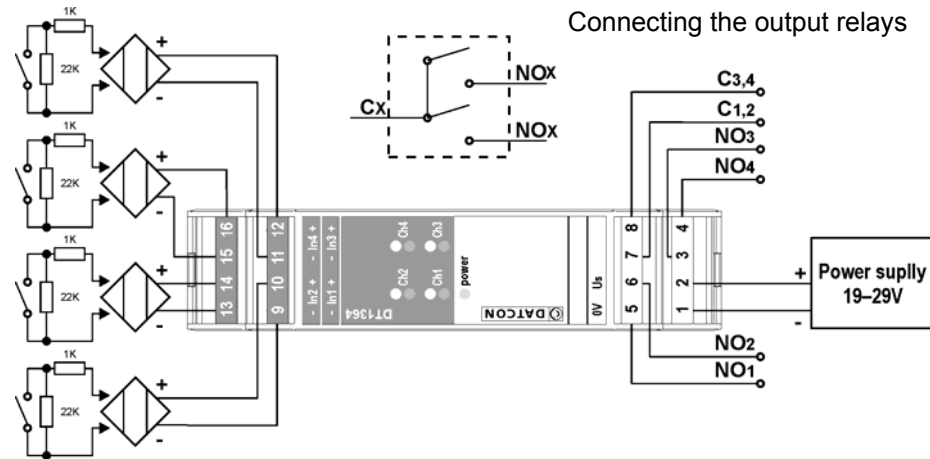 Connecting the output relays
1K
22K
+
-
1K
22K
+
-
1K
22K
+
-
1K
22K
+
-
Cx
NOx
NOx
C3,4
C1,2
NO3
NO4
16
15
14
13
12
11
10
9
- In4 +
- In3 +
- In2 +
- In1 +
Ch4
Ch3
Ch2
Ch1
power
DT1364
DATCON
0V Us
8
7
6
5
4
3
2
1
+
-
Power suplly
19–29V
NO2
NO1